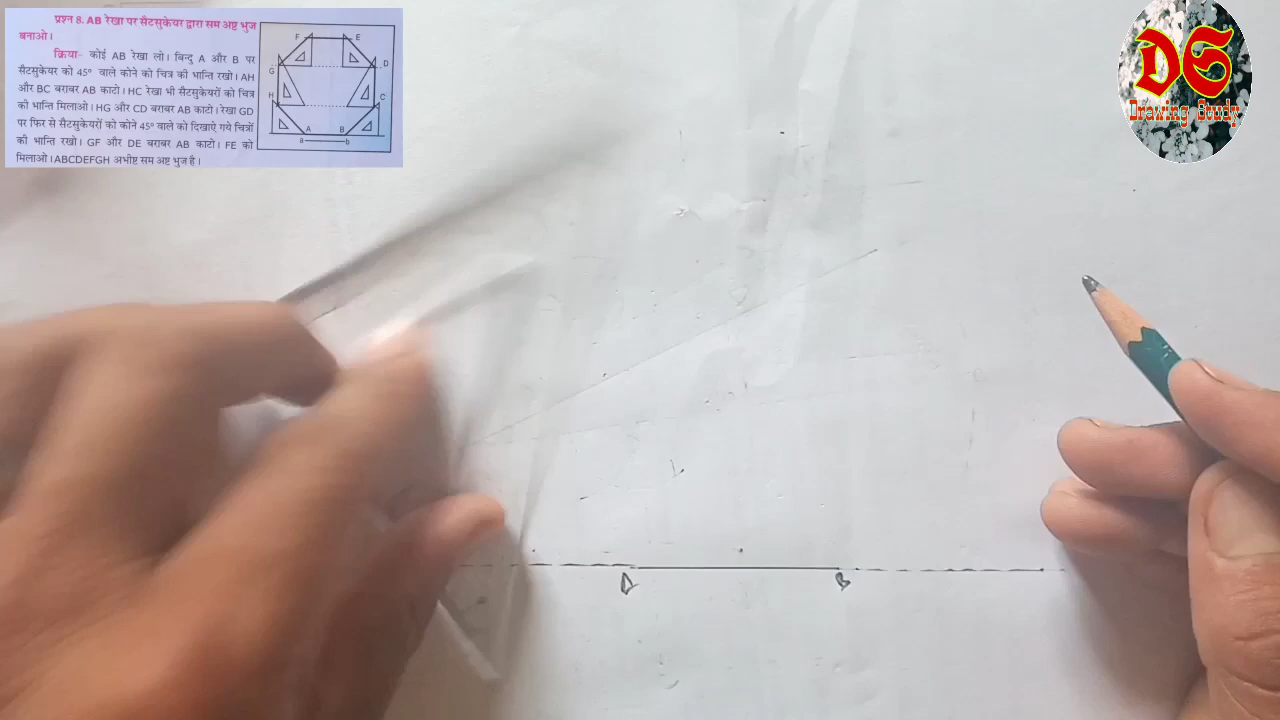 प्रश्न 8. AB रेखा पर सैटसुकेयर द्वारा सम अष्ट भुज
बनाओ।
क्रिया- कोई AB रेखा लो। बिन्दु A और B पर
सैटसुकेयर को 45° वाले कोने को चित्र की भान्ति रखो। AH
और BC बराबर AB काटो। HC रेखा भी सैटसुकेयरों को चित्र
की भान्ति मिलाओ। HG और CD बराबर AB काटो। रेखा GD
पर फिर से सैटसुकेयरों को कोने 45° वाले को दिखाऐ गये चित्रों
की भान्ति रखो। GF और DE बराबर AB काटो। FE को
मिलाओ। ABCDEFGH अभीष्ट सम अष्ट भुज है।
F E
G D
H C
A B
a b
DS
Drawing Study
A B